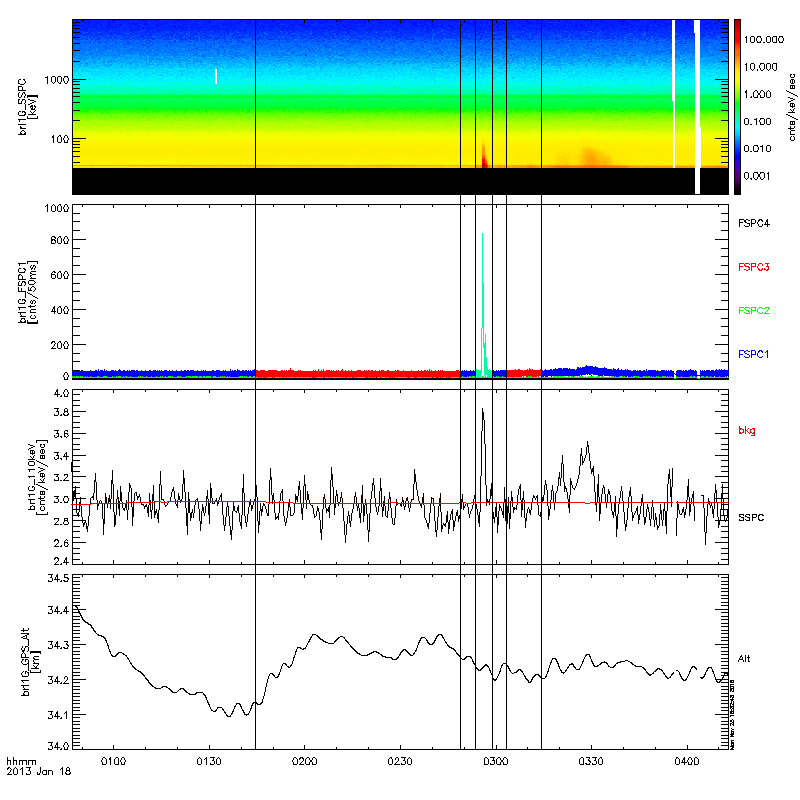 brl1G_SSPC
[keV]
1000
100
100.000
10.000
1.000
0.100
0.010
0.001
cnts/keV/sec
brl1G_FSPC1
[cnts/50ms]
1000
800
600
400
200
0
FSPC4
FSPC3
FSPC2
FSPC1
brl1G_110keV
[cnts/keV/sec]
4.0
3.8
3.6
3.4
3.2
3.0
2.8
2.6
2.4
bkg
SSPC
brl1G_GPS_Alt
[km]
34.5
34.4
34.3
34.2
34.1
34.0
Alt
hhmm
0100 0130 0200 0230 0300 0330 0400
2013 Jan 18